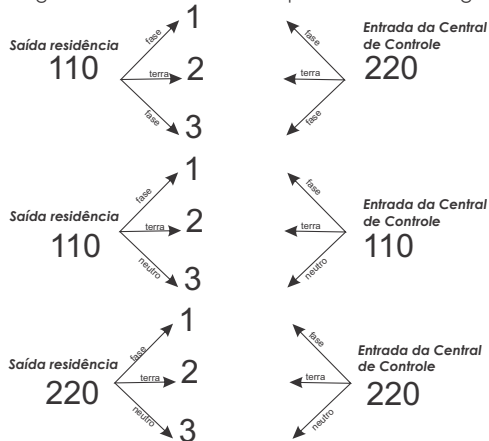 Saída residência
110
fase 1
terra 2
fase 3
fase
terra
fase
Entrada da Central
de Controle
220
Saída residência
110
fase 1
terra 2
neutro 3
fase
terra
neutro
Entrada da Central
de Controle
110
Saída residência
220
fase 1
terra 2
neutro 3
fase
terra
neutro
Entrada da Central
de Controle
220